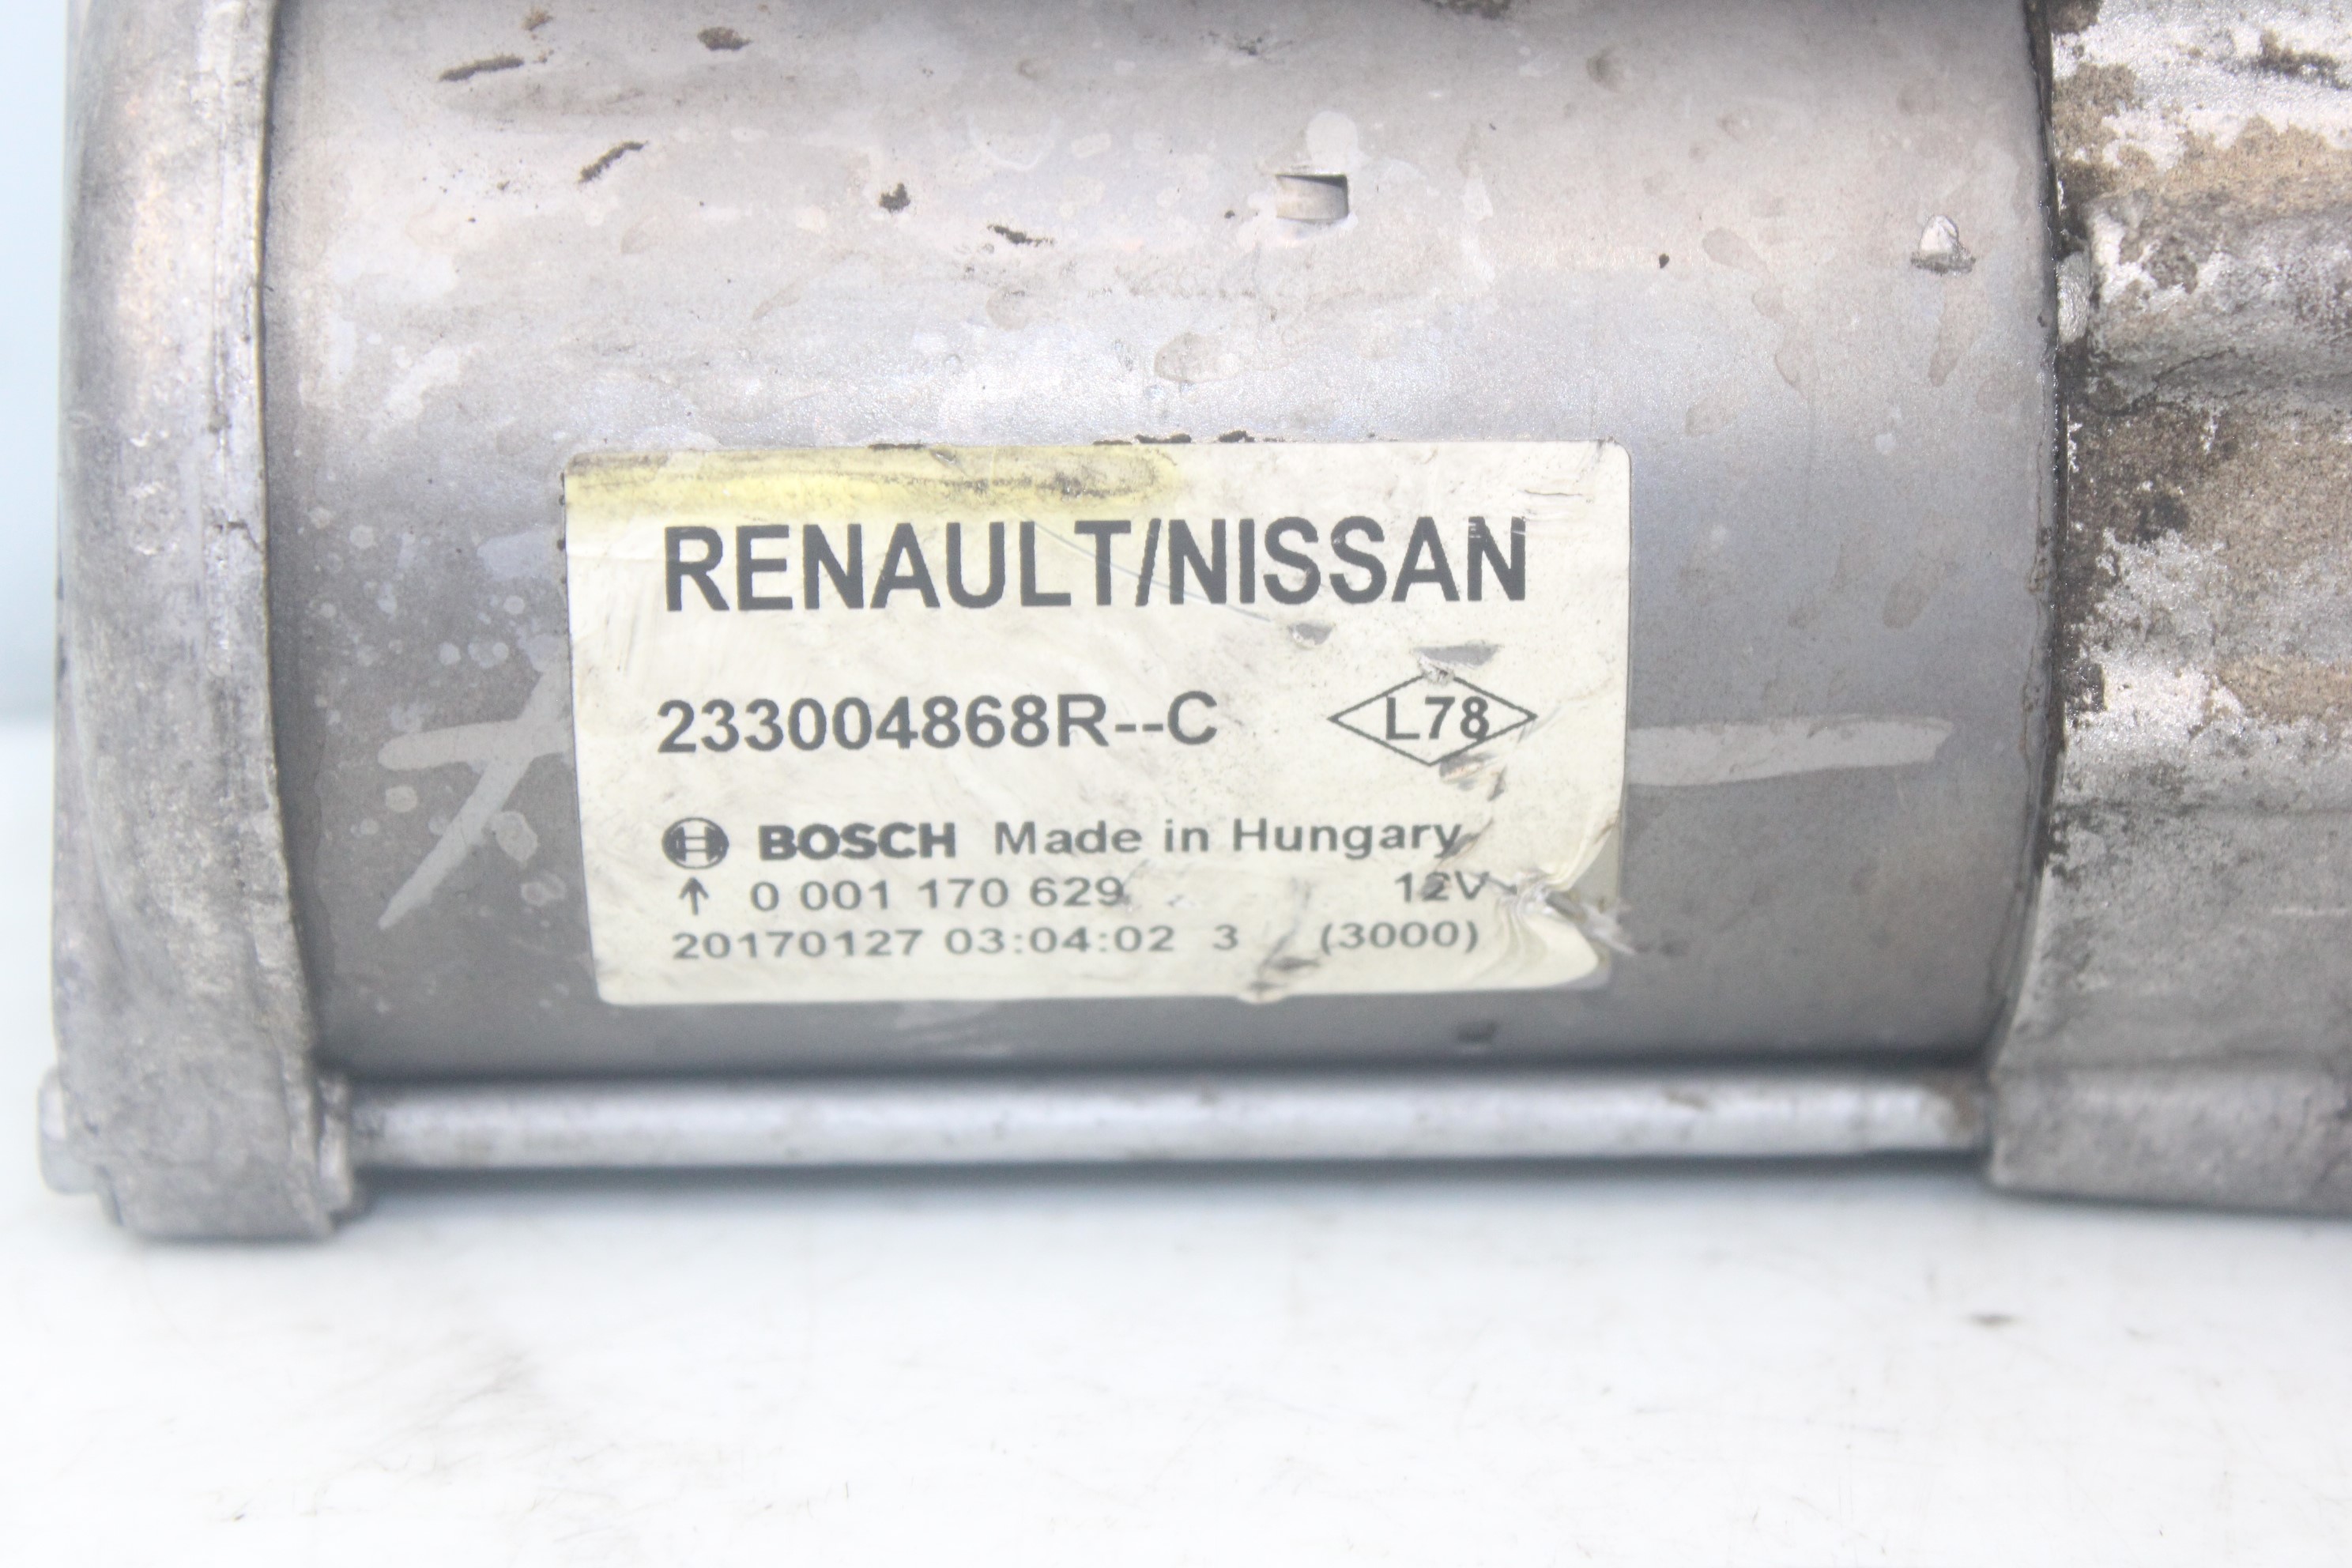 RENAULT/NISSAN
233004868R--C L78
BOSCH Made in Hungary
↑ 0 001 170 629 12V
20170127 03:04:02 3 (3000)